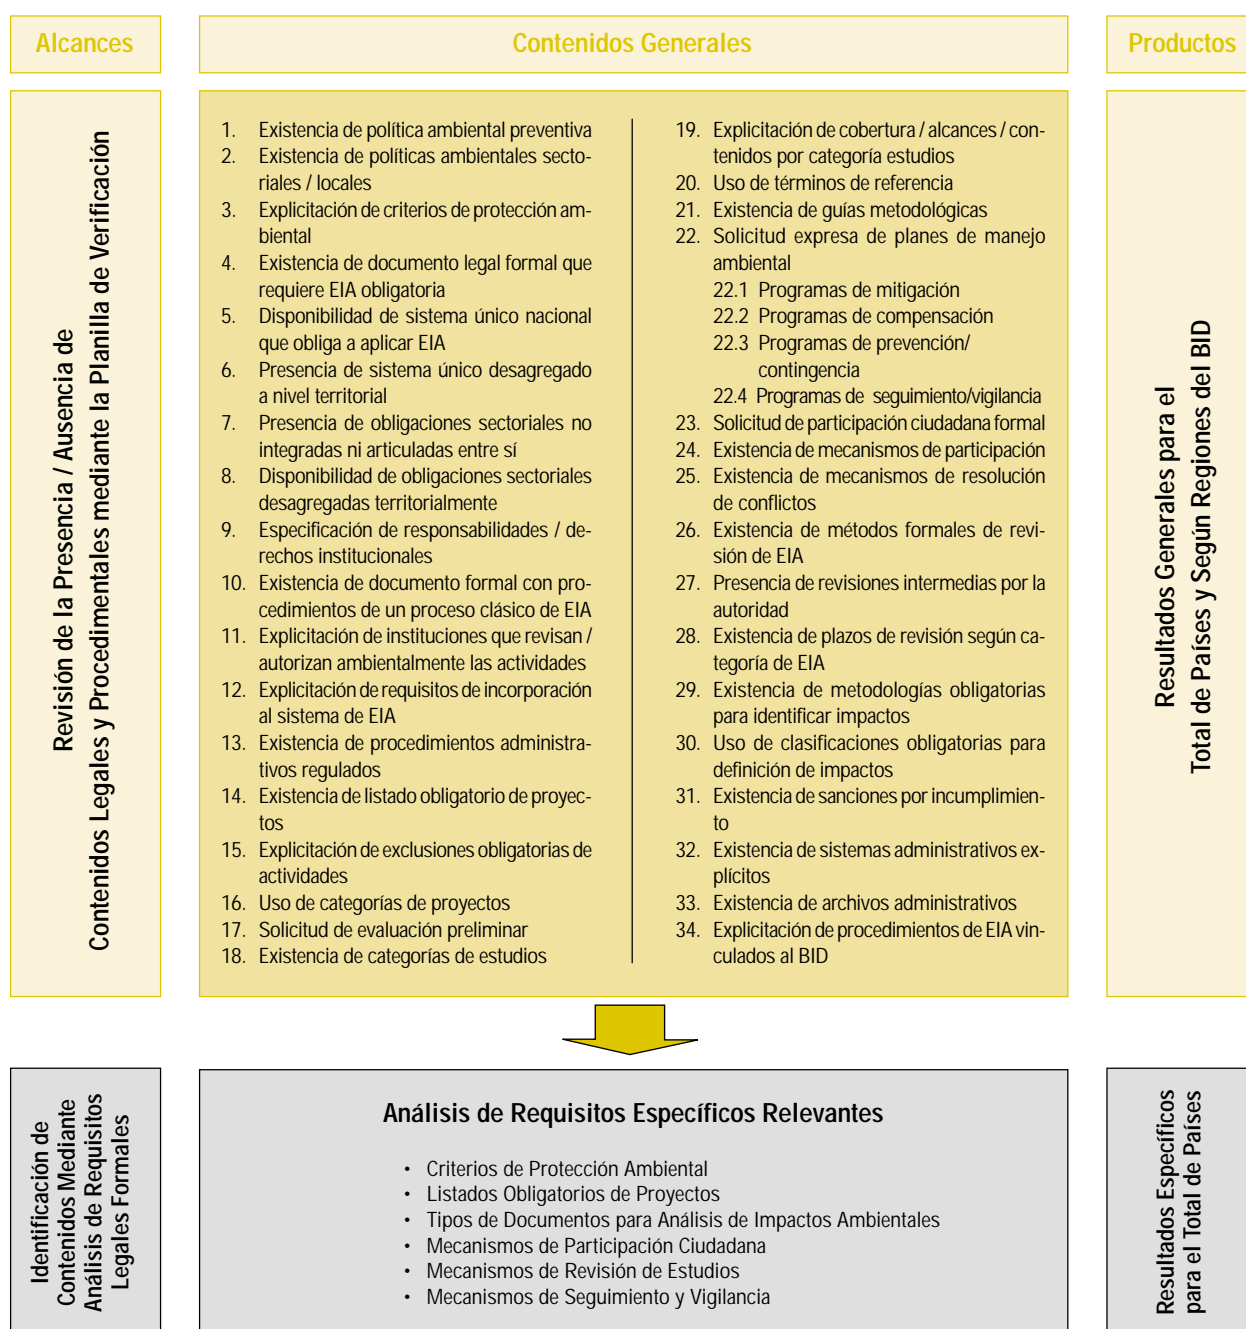 Alcances
Contenidos Generales
Productos
Revisión de la Presencia / Ausencia de
Contenidos Legales y Procedimentales mediante la Planilla de Verificación
1. Existencia de política ambiental preventiva
2. Existencia de políticas ambientales secto-
riales / locales
3. Explicitación de criterios de protección am-
biental
4. Existencia de documento legal formal que
requiere EIA obligatoria
5. Disponibilidad de sistema único nacional
que obliga a aplicar EIA
6. Presencia de sistema único desagregado
a nivel territorial
7. Presencia de obligaciones sectoriales no
integradas ni articuladas entre sí
8. Disponibilidad de obligaciones sectoriales
desagregadas territorialmente
9. Especificación de responsabilidades / de-
rechos institucionales
10. Existencia de documento formal con pro-
cedimientos de un proceso clásico de EIA
11. Explicitación de instituciones que revisan /
autorizan ambientalmente las actividades
12. Explicitación de requisitos de incorporación
al sistema de EIA
13. Existencia de procedimientos administra-
tivos regulados
14. Existencia de listado obligatorio de proyec-
tos
15. Explicitación de exclusiones obligatorias de
actividades
16. Uso de categorías de proyectos
17. Solicitud de evaluación preliminar
18. Existencia de categorías de estudios
19. Explicitación de cobertura / alcances / con-
tenidos por categoría estudios
20. Uso de términos de referencia
21. Existencia de guías metodológicas
22. Solicitud expresa de planes de manejo
ambiental
22.1 Programas de mitigación
22.2 Programas de compensación
22.3 Programas de prevención/
contingencia
22.4 Programas de seguimiento/vigilancia
23. Solicitud de participación ciudadana formal
24. Existencia de mecanismos de participación
25. Existencia de mecanismos de resolución
de conflictos
26. Existencia de métodos formales de revi-
sión de EIA
27. Presencia de revisiones intermedias por la
autoridad
28. Existencia de plazos de revisión según ca-
tegoría de EIA
29. Existencia de metodologías obligatorias
para identificar impactos
30. Uso de clasificaciones obligatorias para
definición de impactos
31. Existencia de sanciones por incumplimien-
to
32. Existencia de sistemas administrativos ex-
plícitos
33. Existencia de archivos administrativos
34. Explicitación de procedimientos de EIA vin-
culados al BID
Resultados Generales para el
Total de Países y Según Regiones del BID
Identificación de
Contenidos Mediante
Análisis de Requisitos
Legales Formales
Análisis de Requisitos Específicos Relevantes
• Criterios de Protección Ambiental
• Listados Obligatorios de Proyectos
• Tipos de Documentos para Análisis de Impactos Ambientales
• Mecanismos de Participación Ciudadana
• Mecanismos de Revisión de Estudios
• Mecanismos de Seguimiento y Vigilancia
Resultados Específicos
para el Total de Países